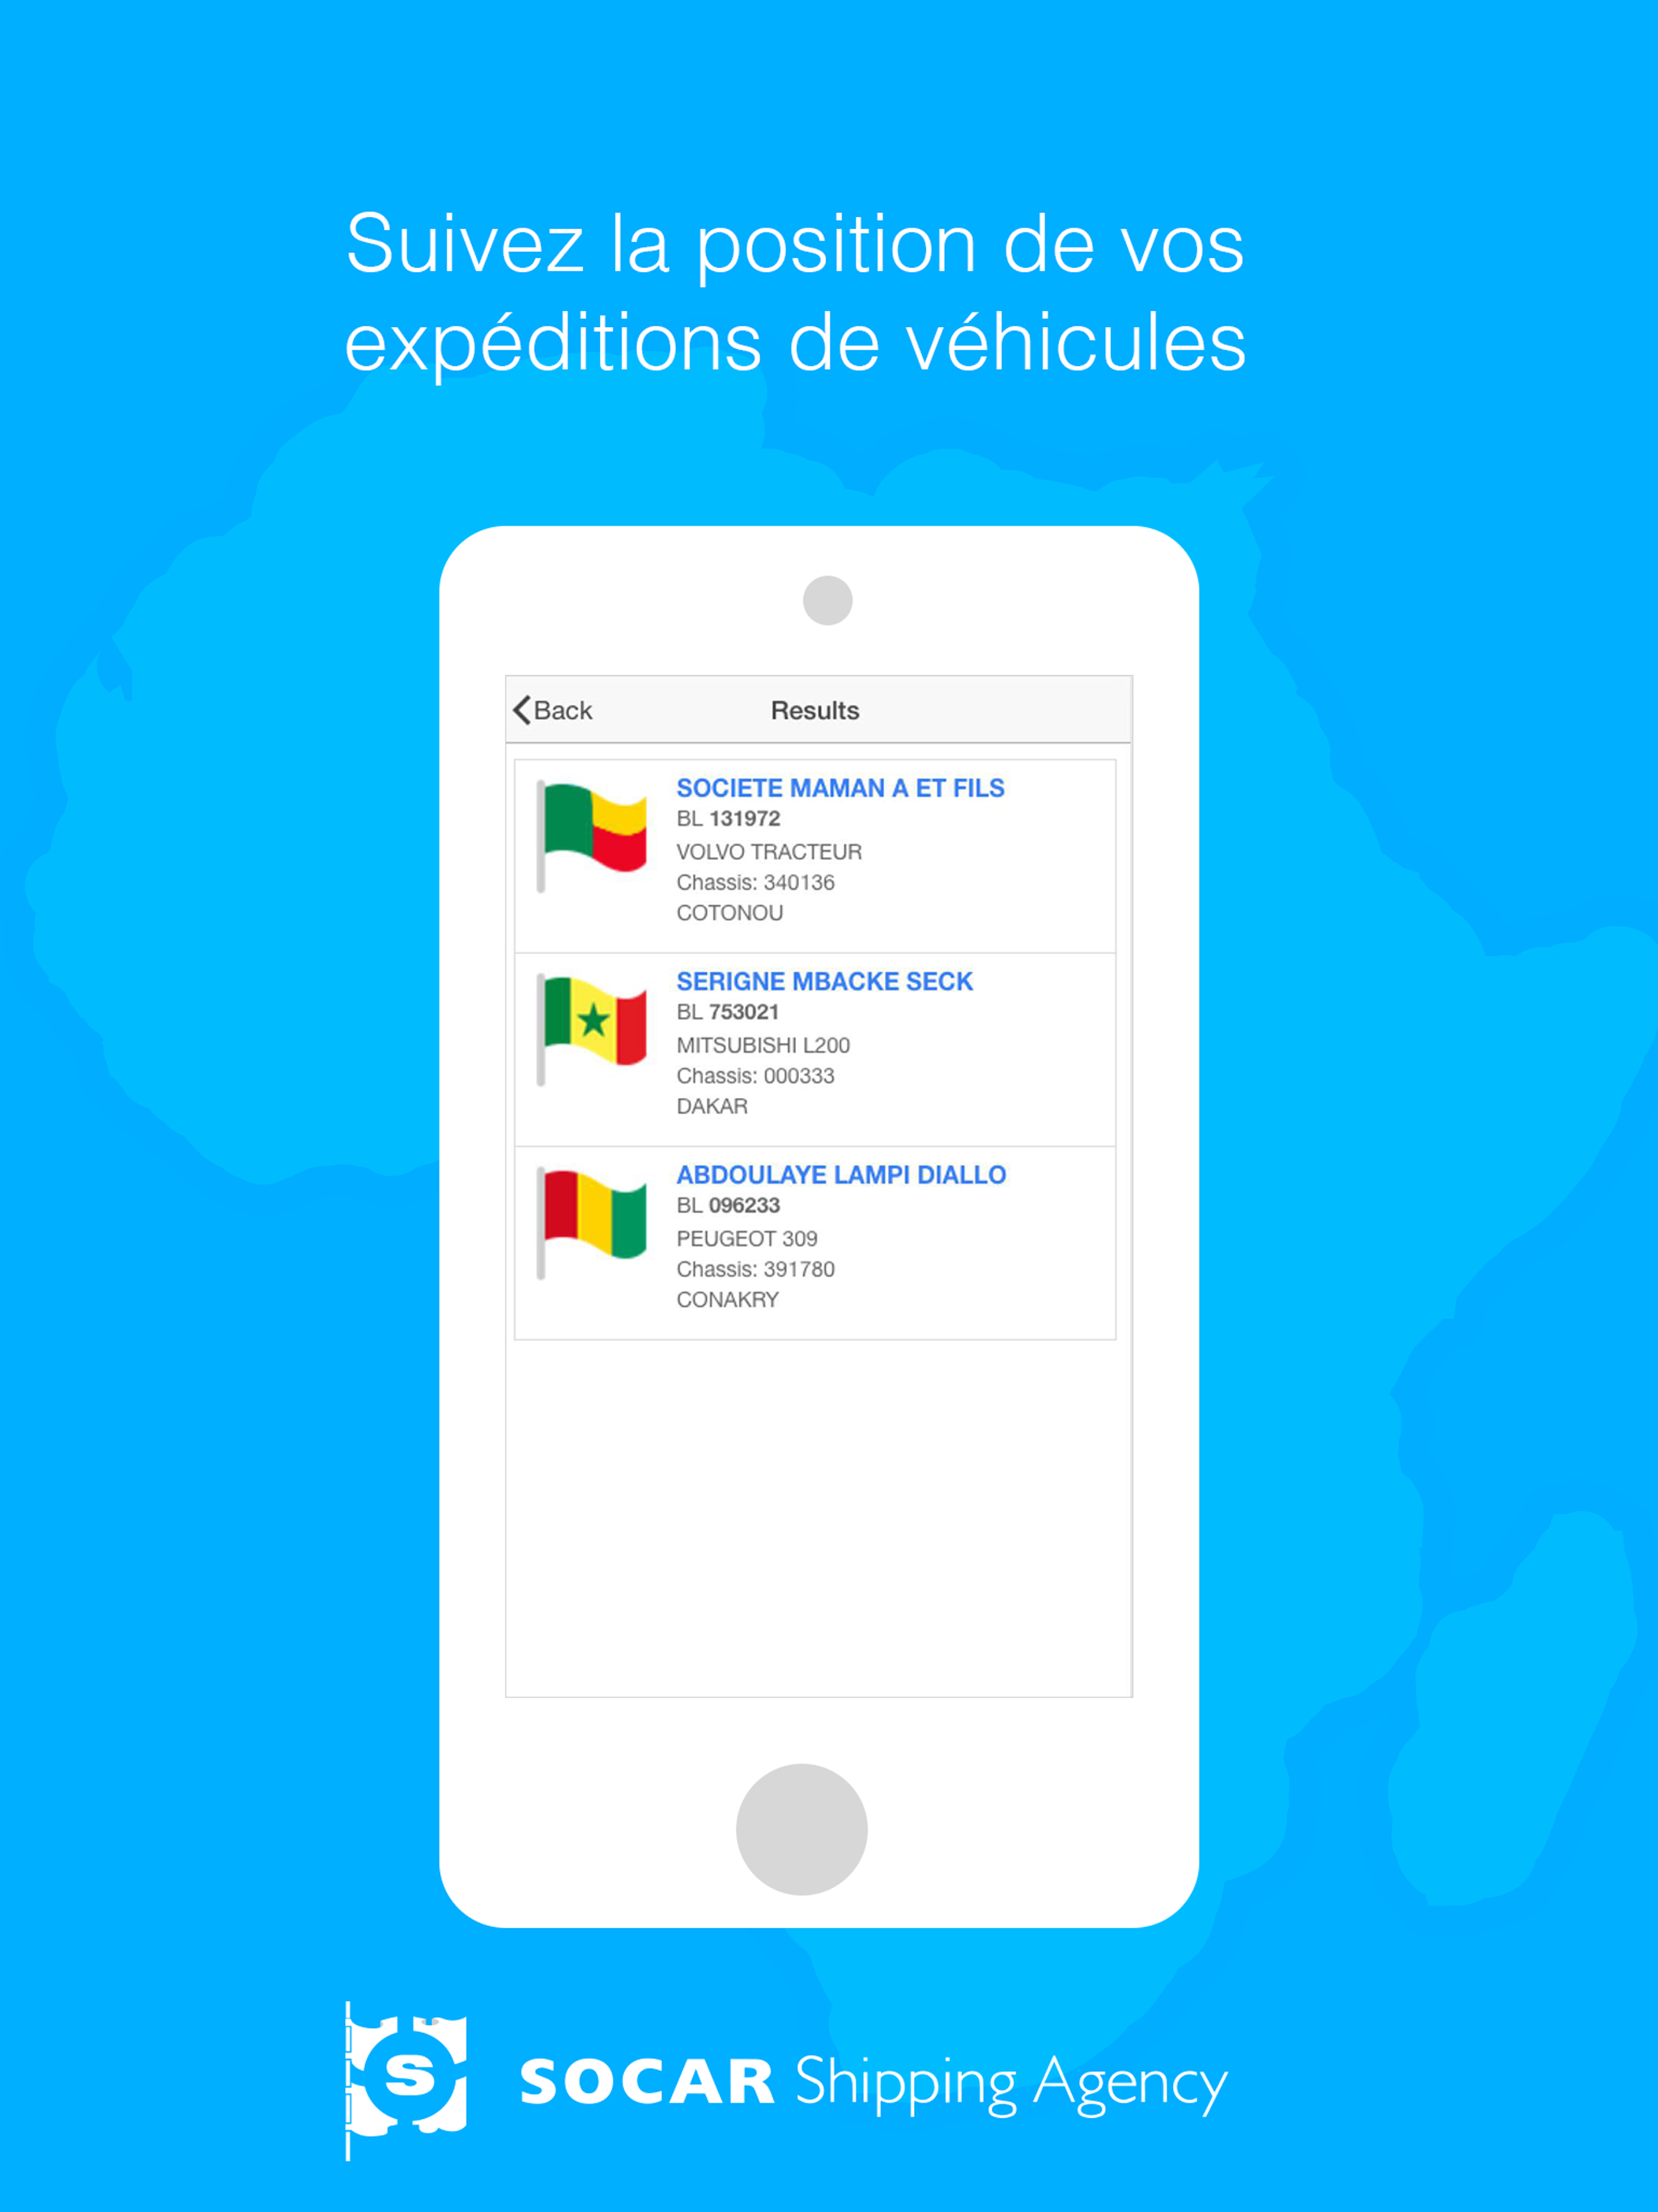 Suivez la position de vos
expéditions de véhicules
Back
Results
SOCIETE MAMAN A ET FILS
BL 131972
VOLVO TRACTEUR
Chassis: 340136
COTONOU
SERIGNE MBACKE SECK
BL 753021
MITSUBISHI L200
Chassis: 000333
DAKAR
ABDOULAYE LAMPI DIALLO
BL 096233
PEUGEOT 309
Chassis: 391780
CONAKRY
S
SOCAR Shipping Agency